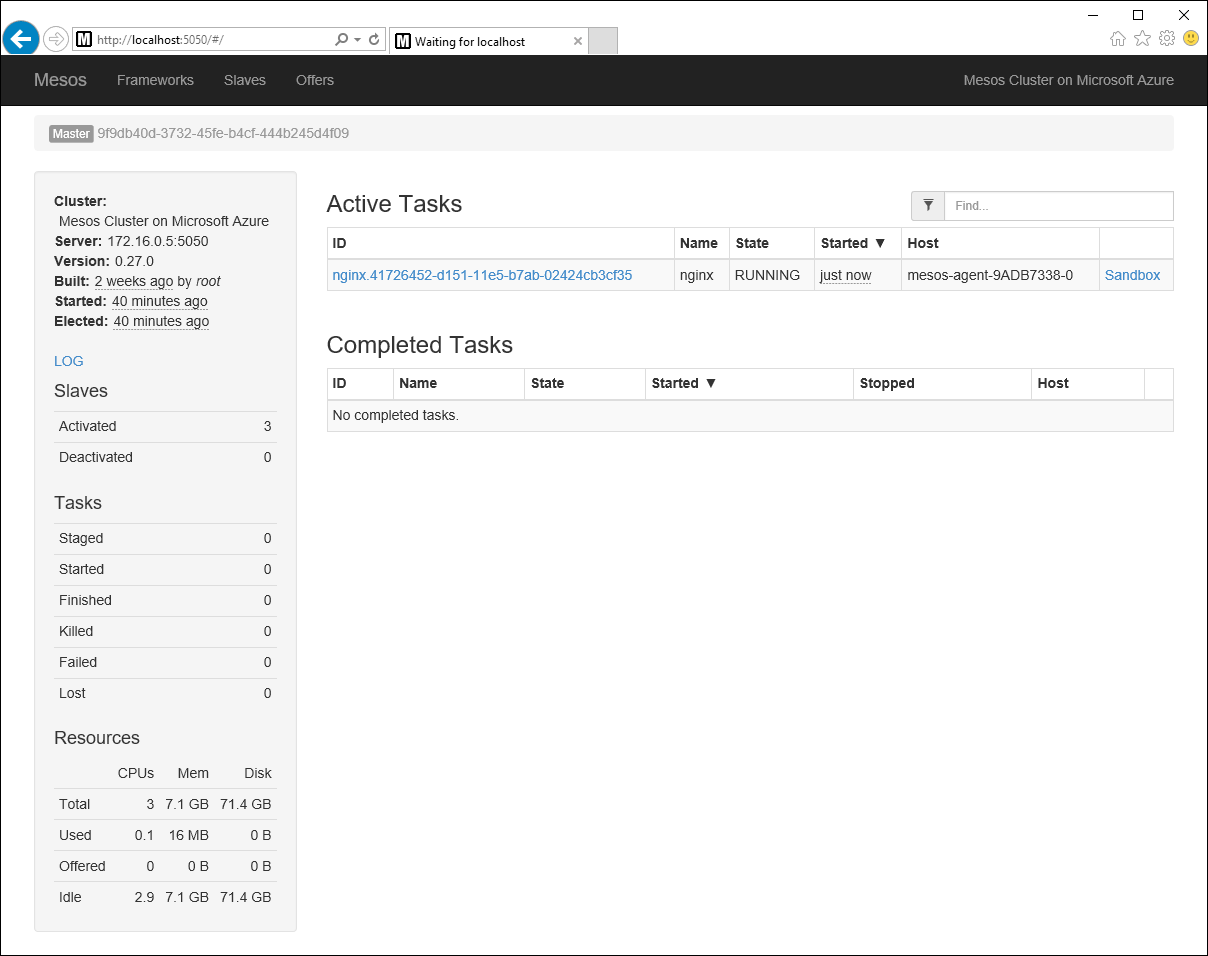 http://localhost:5050/#/
Waiting for localhost
Mesos Frameworks Slaves Offers Mesos Cluster on Microsoft Azure
Master 9f9db40d-3732-45fe-b4cf-444b245d4f09
Cluster:
Mesos Cluster on Microsoft Azure
Server: 172.16.0.5:5050
Version: 0.27.0
Built: 2 weeks ago by root
Started: 40 minutes ago
Elected: 40 minutes ago
LOG
Slaves
Activated 3
Deactivated 0
Tasks
Staged 0
Started 0
Finished 0
Killed 0
Failed 0
Lost 0
Resources
CPUs Mem Disk
Total 3 7.1 GB 71.4 GB
Used 0.1 16 MB 0 B
Offered 0 0 B 0 B
Idle 2.9 7.1 GB 71.4 GB
Active Tasks
Find...
ID Name State Started ▼ Host
nginx.41726452-d151-11e5-b7ab-02424cb3cf35 nginx RUNNING just now mesos-agent-9ADB7338-0 Sandbox
Completed Tasks
ID Name State Started ▼ Stopped Host
No completed tasks.